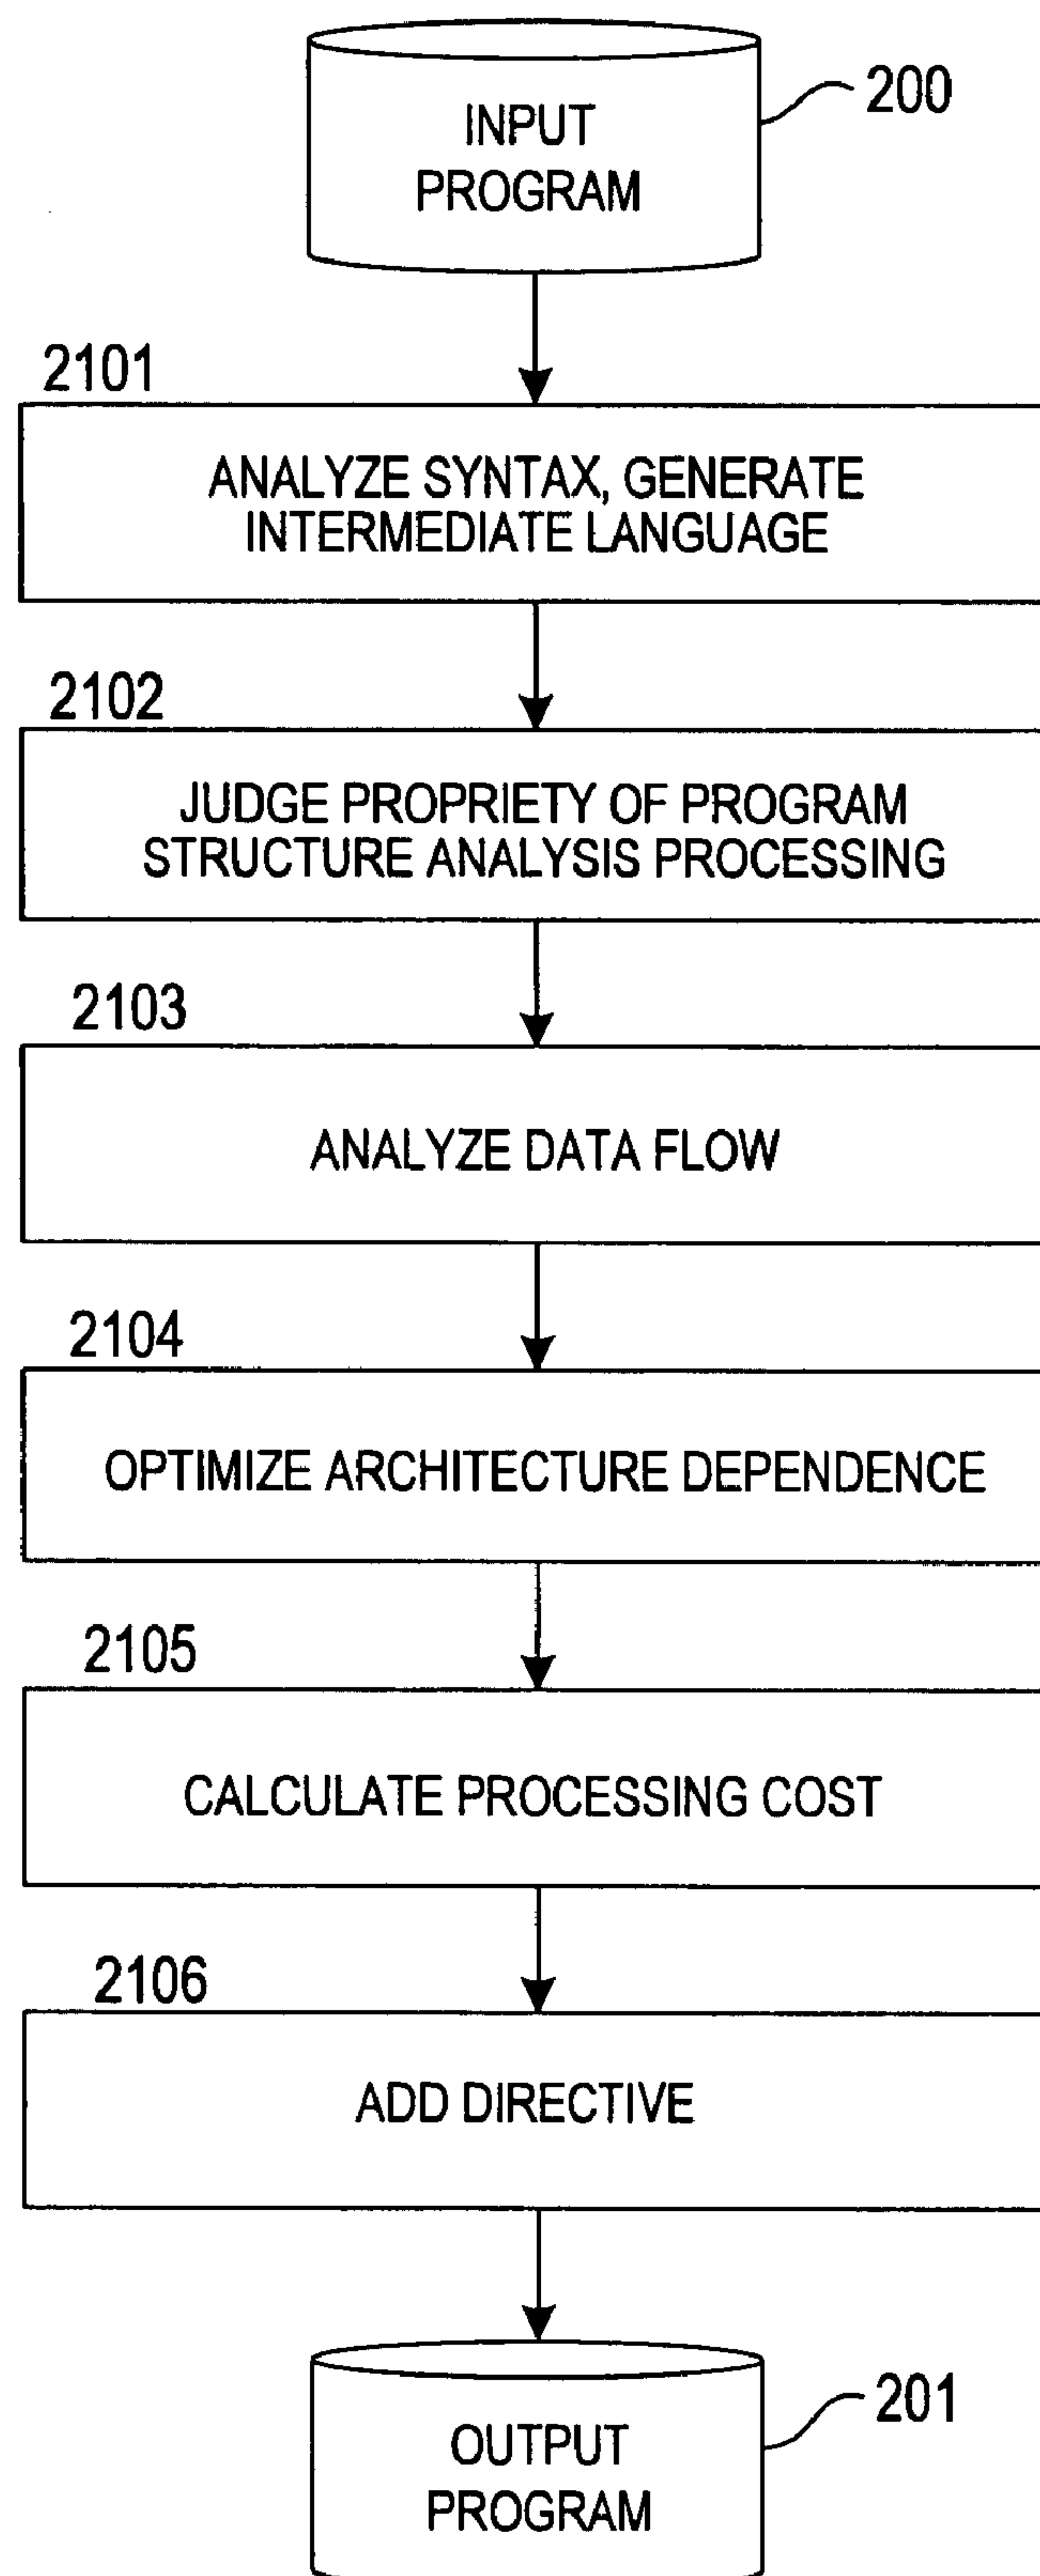 INPUT
PROGRAM
200
2101
ANALYZE SYNTAX, GENERATE
INTERMEDIATE LANGUAGE
2102
JUDGE PROPRIETY OF PROGRAM
STRUCTURE ANALYSIS PROCESSING
2103
ANALYZE DATA FLOW
2104
OPTIMIZE ARCHITECTURE DEPENDENCE
2105
CALCULATE PROCESSING COST
2106
ADD DIRECTIVE
201
OUTPUT
PROGRAM